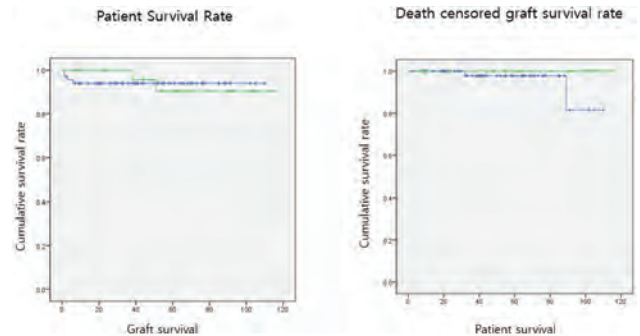 Patient Survival Rate
Cumulative survival rate
1.0
0.8
0.6
0.4
0.2
0.0
0 20 40 60 80 100 120
Graft survival
Death censored graft survival rate
Cumulative survival rate
1.0
0.8
0.6
0.4
0.2
0.0
0 20 40 60 80 100 120
Patient survival